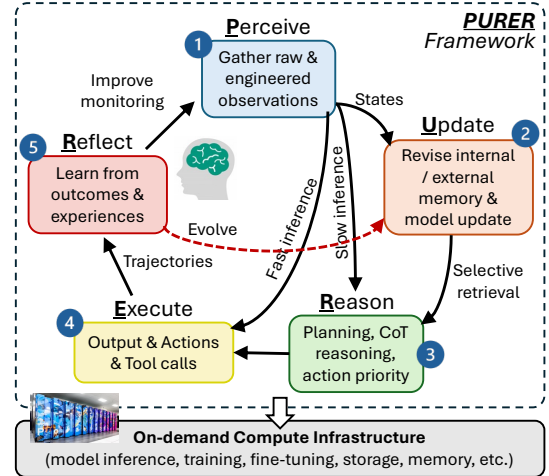 PURER
Framework
Perceive
1
Gather raw &
engineered
observations
Improve
monitoring
States
Reflect
5
Learn from
outcomes &
experiences
Update
2
Revise internal
/ external
memory &
model update
Fast inference
Slow inference
Evolve
Trajectories
Selective
retrieval
Execute
4
Output & Actions
& Tool calls
Reason
Planning, CoT
reasoning,
action priority
3
On-demand Compute Infrastructure
(model inference, training, fine-tuning, storage, memory, etc.)